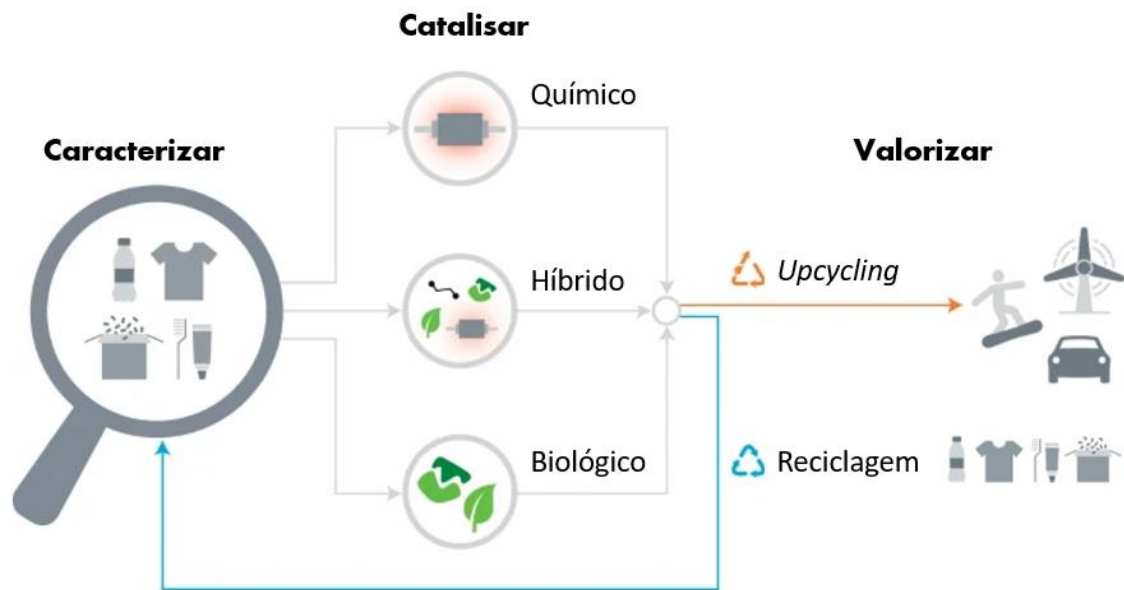 Catalisar
Químico
Caracterizar
Valorizar
Híbrido
Upcycling
Biológico
Reciclagem